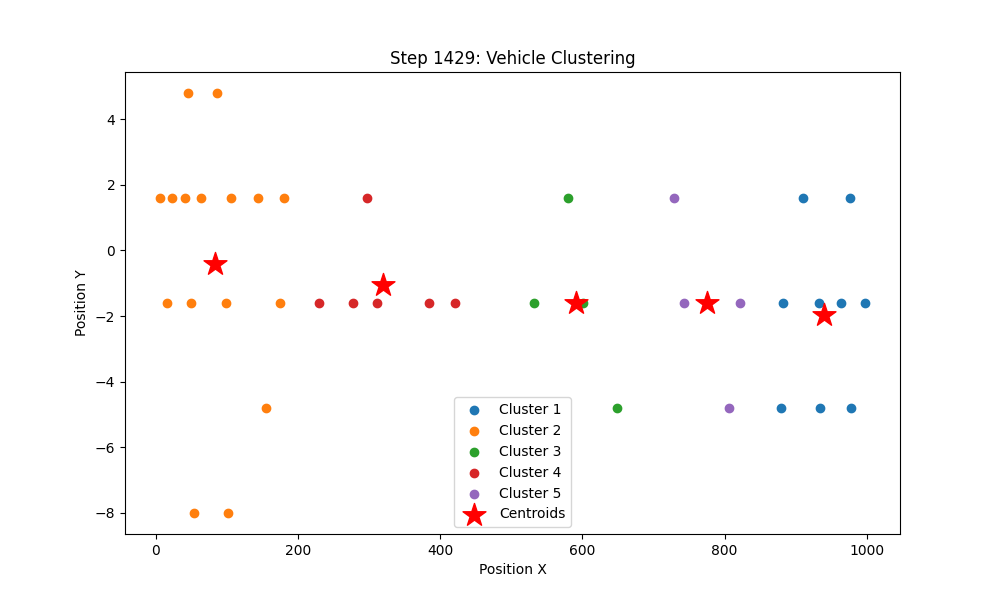 Step 1429: Vehicle Clustering
4
2
0
−2
−4
−6
−8
Position Y
Cluster 1
Cluster 2
Cluster 3
Cluster 4
Cluster 5
Centroids
0 200 400 600 800 1000
Position X